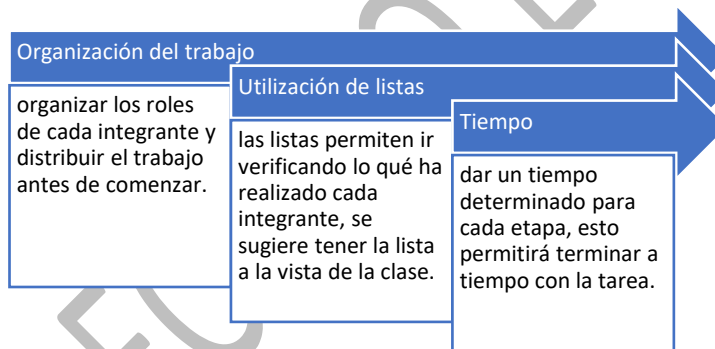 Organización del trabajo
organizar los roles
de cada integrante y
distribuir el trabajo
antes de comenzar.
Utilización de listas
las listas permiten ir
verificando lo qué ha
realizado cada
integrante, se
sugiere tener la lista
a la vista de la clase.
Tiempo
dar un tiempo
determinado para
cada etapa, esto
permitirá terminar a
tiempo con la tarea.